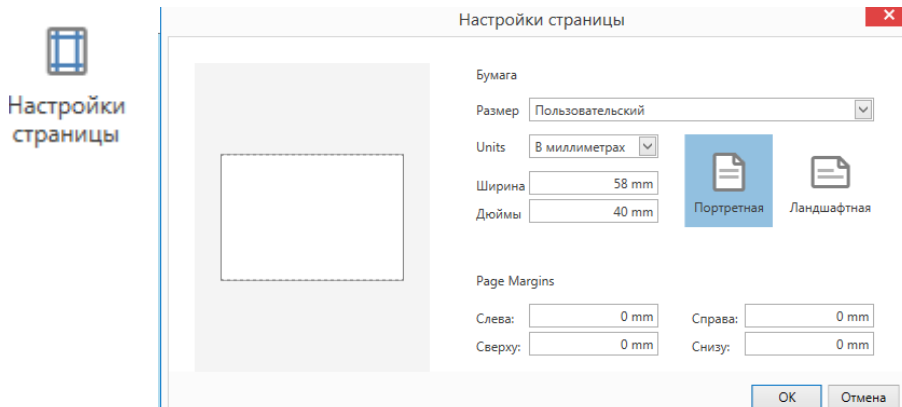 Настройки
страницы
Настройки страницы
Бумага
Размер Пользовательский
Units В миллиметрах
Ширина 58 mm
Дюймы 40 mm
Портретная Ландшафтная
Page Margins
Слева: 0 mm Справа: 0 mm
Сверху: 0 mm Снизу: 0 mm
OK Отмена